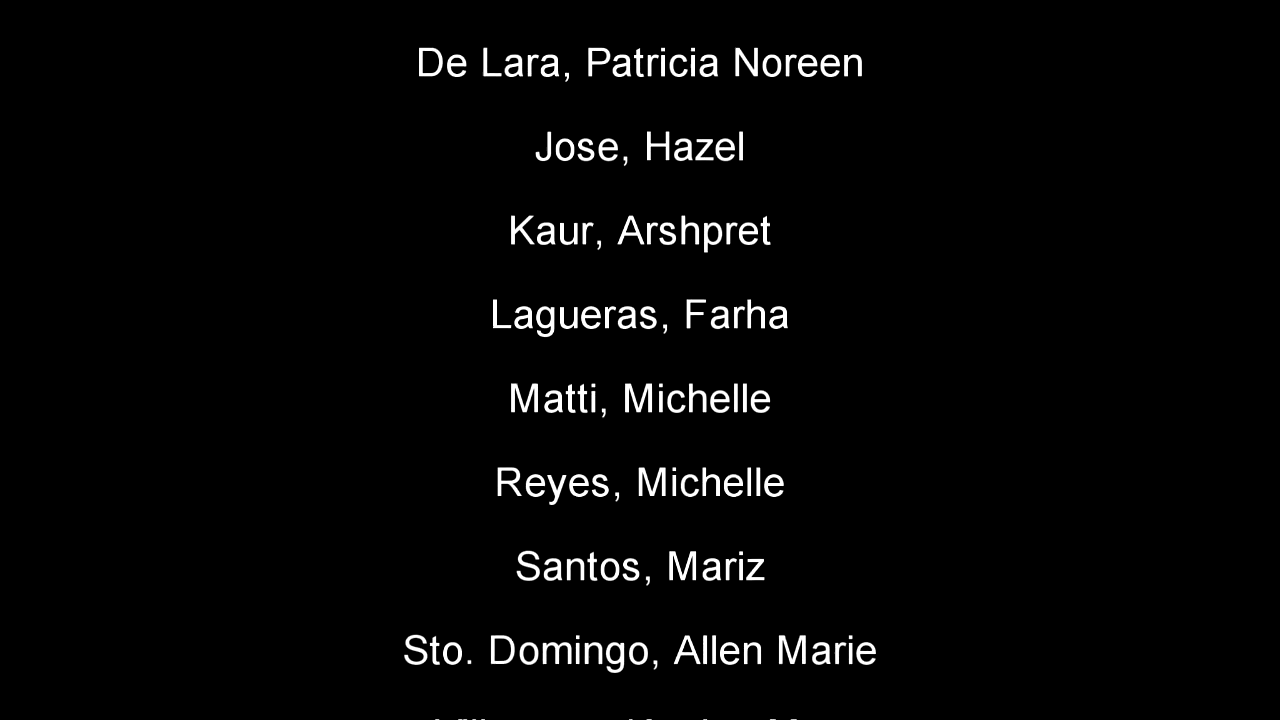 De Lara, Patricia Noreen
Jose, Hazel
Kaur, Arshpret
Lagueras, Farha
Matti, Michelle
Reyes, Michelle
Santos, Mariz
Sto. Domingo, Allen Marie